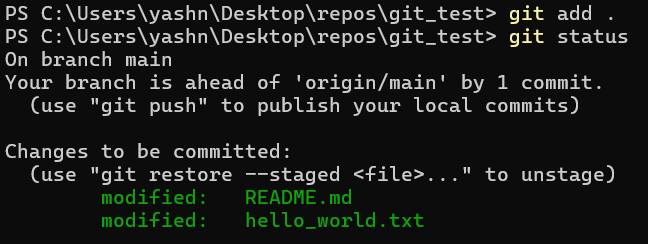 PS C:\Users\yashn\Desktop\repos\git_test> git add .
PS C:\Users\yashn\Desktop\repos\git_test> git status
On branch main
Your branch is ahead of 'origin/main' by 1 commit.
  (use "git push" to publish your local commits)

Changes to be committed:
  (use "git restore --staged <file>..." to unstage)
        modified:   README.md
        modified:   hello_world.txt